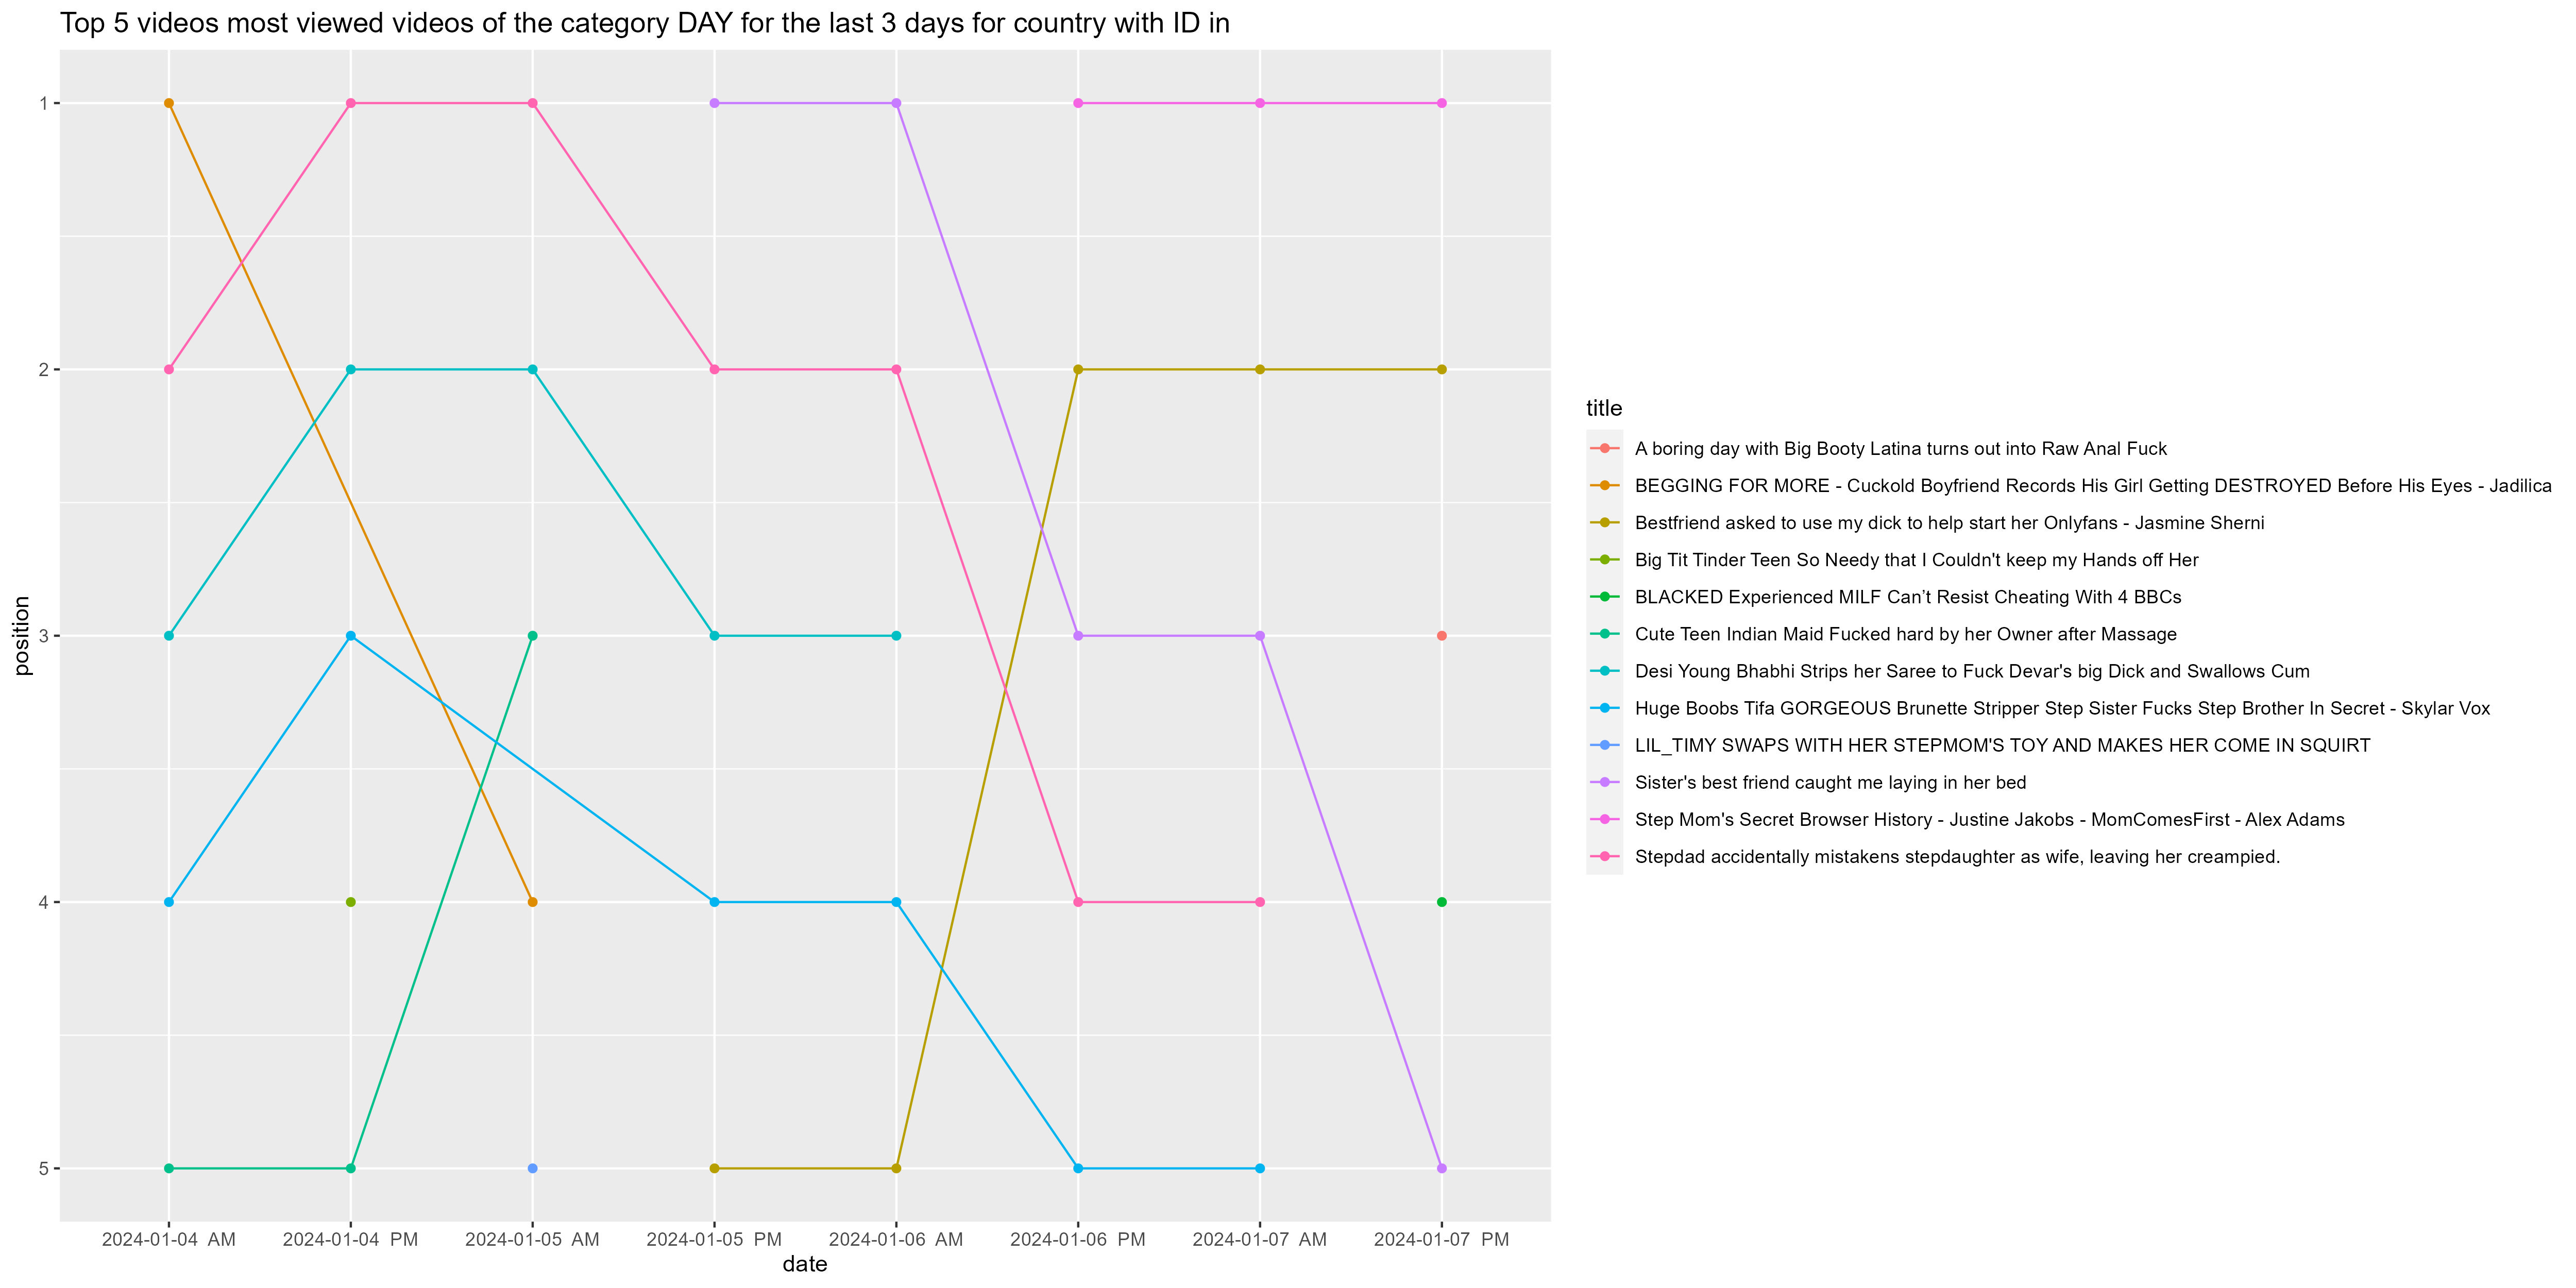 Top 5 videos most viewed videos of the category DAY for the last 3 days for country with ID in
position
1
2
3
4
5
2024-01-04 AM
2024-01-04 PM
2024-01-05 AM
2024-01-05 PM
2024-01-06 AM
2024-01-06 PM
2024-01-07 AM
2024-01-07 PM
date
title
A boring day with Big Booty Latina turns out into Raw Anal Fuck
BEGGING FOR MORE - Cuckold Boyfriend Records His Girl Getting DESTROYED Before His Eyes - Jadilica
Bestfriend asked to use my dick to help start her Onlyfans - Jasmine Sherni
Big Tit Tinder Teen So Needy that I Couldn't keep my Hands off Her
BLACKED Experienced MILF Can’t Resist Cheating With 4 BBCs
Cute Teen Indian Maid Fucked hard by her Owner after Massage
Desi Young Bhabhi Strips her Saree to Fuck Devar's big Dick and Swallows Cum
Huge Boobs Tifa GORGEOUS Brunette Stripper Step Sister Fucks Step Brother In Secret - Skylar Vox
LIL_TIMY SWAPS WITH HER STEPMOM'S TOY AND MAKES HER COME IN SQUIRT
Sister's best friend caught me laying in her bed
Step Mom's Secret Browser History - Justine Jakobs - MomComesFirst - Alex Adams
Stepdad accidentally mistakens stepdaughter as wife, leaving her creampied.